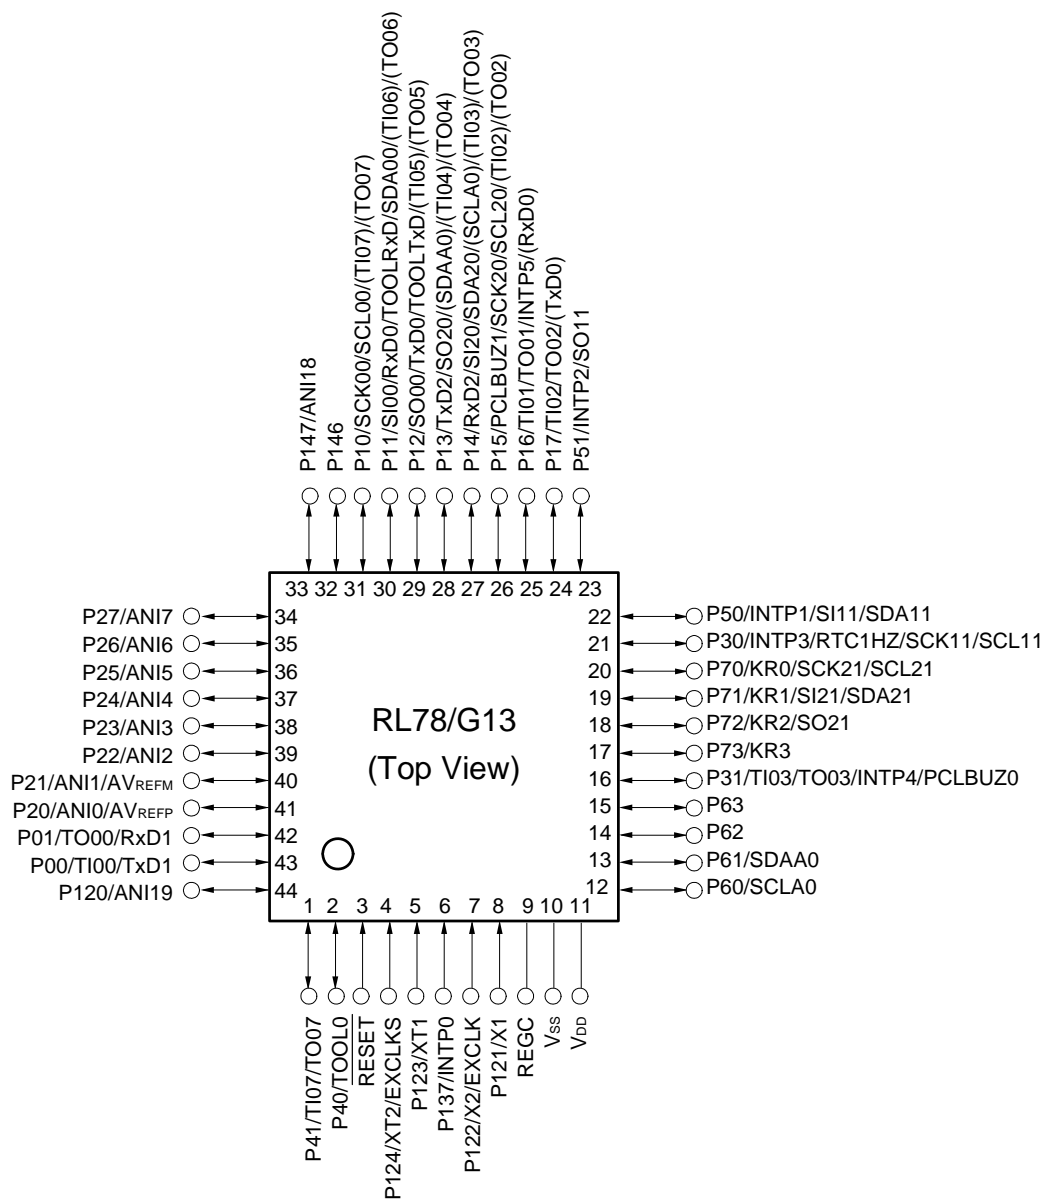 P147/ANI18
P146
P10/SCK00/SCL00/(TI07)/(TO07)
P11/SI00/RxD0/TOOLRxD/SDA00/(TI06)/(TO06)
P12/SO00/TxD0/TOOLTxD/(TI05)/(TO05)
P13/TxD2/SO20/(SDAA0)/(TI04)/(TO04)
P14/RxD2/SI20/SDA20/(SCLA0)/(TI03)/(TO03)
P15/PCLBUZ1/SCK20/SCL20/(TI02)/(TO02)
P16/TI01/TO01/INTP5/(RxD0)
P17/TI02/TO02/(TxD0)
P51/INTP2/SO11
33 32 31 30 29 28 27 26 25 24 23
P27/ANI7 34
P26/ANI6 35
P25/ANI5 36
P24/ANI4 37
P23/ANI3 38
P22/ANI2 39
P21/ANI1/AVREFM 40
P20/ANI0/AVREFP 41
P01/TO00/RxD1 42
P00/TI00/TxD1 43
P120/ANI19 44
RL78/G13
(Top View)
22 P50/INTP1/SI11/SDA11
21 P30/INTP3/RTC1HZ/SCK11/SCL11
20 P70/KR0/SCK21/SCL21
19 P71/KR1/SI21/SDA21
18 P72/KR2/SO21
17 P73/KR3
16 P31/TI03/TO03/INTP4/PCLBUZ0
15 P63
14 P62
13 P61/SDAA0
12 P60/SCLA0
1 2 3 4 5 6 7 8 9 10 11
P41/TI07/TO07
P40/TOOL0
RESET
P124/XT2/EXCLKS
P123/XT1
P137/INTP0
P122/X2/EXCLK
P121/X1
REGC
VSS
VDD